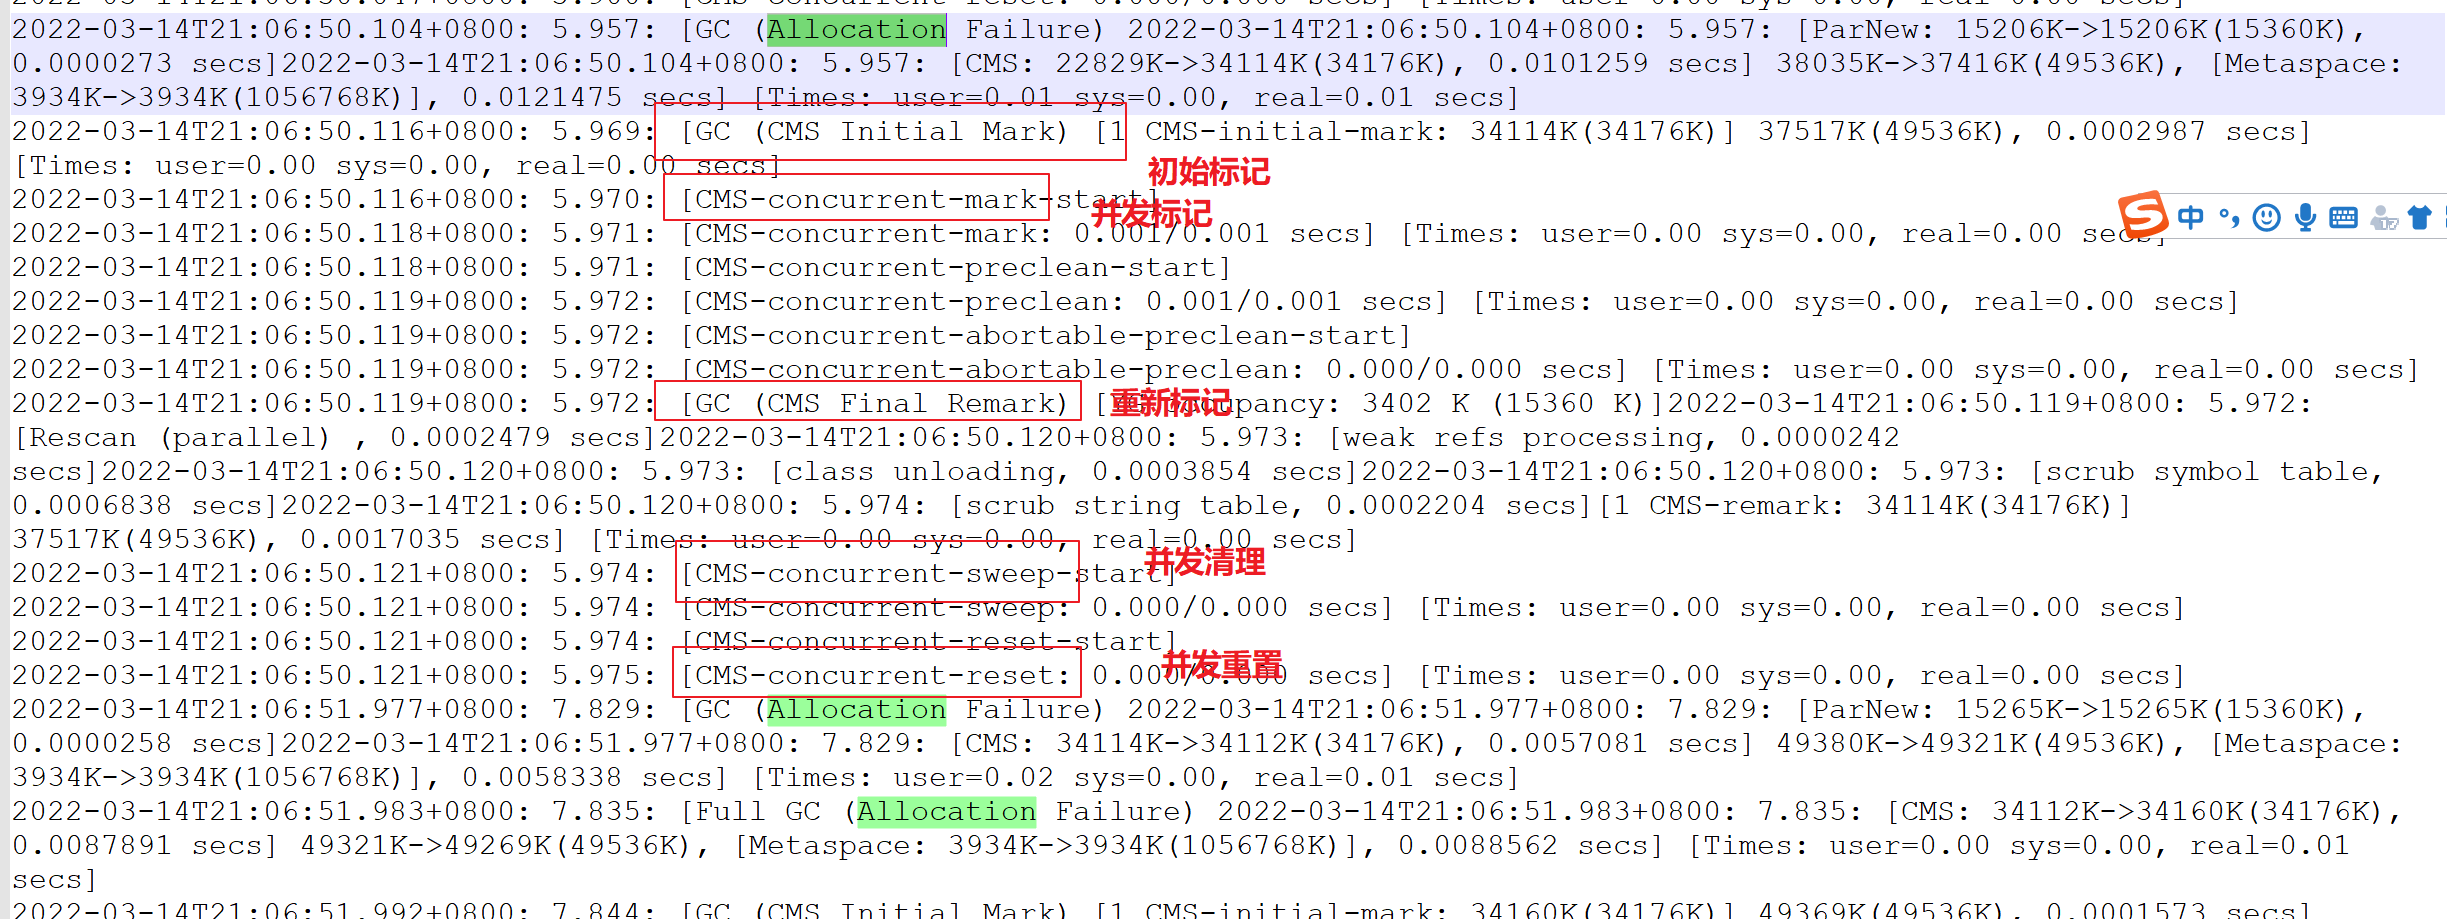 2022-03-14T21:06:50.104+0800: 5.957: [GC (Allocation Failure) 2022-03-14T21:06:50.104+0800: 5.957: [ParNew: 15206K->15206K(15360K),
0.0000273 secs]2022-03-14T21:06:50.104+0800: 5.957: [CMS: 22829K->34114K(34176K), 0.0101259 secs] 38035K->37416K(49536K), [Metaspace:
3934K->3934K(1056768K)], 0.0121475 secs] [Times: user=0.01 sys=0.00, real=0.01 secs]
2022-03-14T21:06:50.116+0800: 5.969: [GC (CMS Initial Mark) [1 CMS-initial-mark: 34114K(34176K)] 37517K(49536K), 0.0002987 secs]
[Times: user=0.00 sys=0.00, real=0.00 secs]
初始标记
2022-03-14T21:06:50.116+0800: 5.970: [CMS-concurrent-mark-start]
并发标记
2022-03-14T21:06:50.118+0800: 5.971: [CMS-concurrent-mark: 0.001/0.001 secs] [Times: user=0.00 sys=0.00, real=0.00 secs]
中
2022-03-14T21:06:50.118+0800: 5.971: [CMS-concurrent-preclean-start]
2022-03-14T21:06:50.119+0800: 5.972: [CMS-concurrent-preclean: 0.001/0.001 secs] [Times: user=0.00 sys=0.00, real=0.00 secs]
2022-03-14T21:06:50.119+0800: 5.972: [CMS-concurrent-abortable-preclean-start]
2022-03-14T21:06:50.119+0800: 5.972: [CMS-concurrent-abortable-preclean: 0.000/0.000 secs] [Times: user=0.00 sys=0.00, real=0.00 secs]
2022-03-14T21:06:50.119+0800: 5.972: [GC (CMS Final Remark) [ occupancy: 3402 K (15360 K)]2022-03-14T21:06:50.119+0800: 5.972:
重新标记
[Rescan (parallel) , 0.0002479 secs]2022-03-14T21:06:50.120+0800: 5.973: [weak refs processing, 0.0000242
secs]2022-03-14T21:06:50.120+0800: 5.973: [class unloading, 0.0003854 secs]2022-03-14T21:06:50.120+0800: 5.973: [scrub symbol table,
0.0006838 secs]2022-03-14T21:06:50.120+0800: 5.974: [scrub string table, 0.0002204 secs][1 CMS-remark: 34114K(34176K)]
37517K(49536K), 0.0017035 secs] [Times: user=0.00 sys=0.00, real=0.00 secs]
2022-03-14T21:06:50.121+0800: 5.974: [CMS-concurrent-sweep-start]
并发清理
2022-03-14T21:06:50.121+0800: 5.974: [CMS-concurrent-sweep: 0.000/0.000 secs] [Times: user=0.00 sys=0.00, real=0.00 secs]
2022-03-14T21:06:50.121+0800: 5.974: [CMS-concurrent-reset-start]
2022-03-14T21:06:50.121+0800: 5.975: [CMS-concurrent-reset: 0.000/0.000 secs] [Times: user=0.00 sys=0.00, real=0.00 secs]
并发重置
2022-03-14T21:06:51.977+0800: 7.829: [GC (Allocation Failure) 2022-03-14T21:06:51.977+0800: 7.829: [ParNew: 15265K->15265K(15360K),
0.0000258 secs]2022-03-14T21:06:51.977+0800: 7.829: [CMS: 34114K->34112K(34176K), 0.0057081 secs] 49380K->49321K(49536K), [Metaspace:
3934K->3934K(1056768K)], 0.0058338 secs] [Times: user=0.02 sys=0.00, real=0.01 secs]
2022-03-14T21:06:51.983+0800: 7.835: [Full GC (Allocation Failure) 2022-03-14T21:06:51.983+0800: 7.835: [CMS: 34112K->34160K(34176K),
0.0087891 secs] 49321K->49269K(49536K), [Metaspace: 3934K->3934K(1056768K)], 0.0088562 secs] [Times: user=0.00 sys=0.00, real=0.01
secs]
2022-03-14T21:06:51.992+0800: 7.844: [GC (CMS Initial Mark) [1 CMS-initial-mark: 34160K(34176K)] 49369K(49536K), 0.0001573 secs]